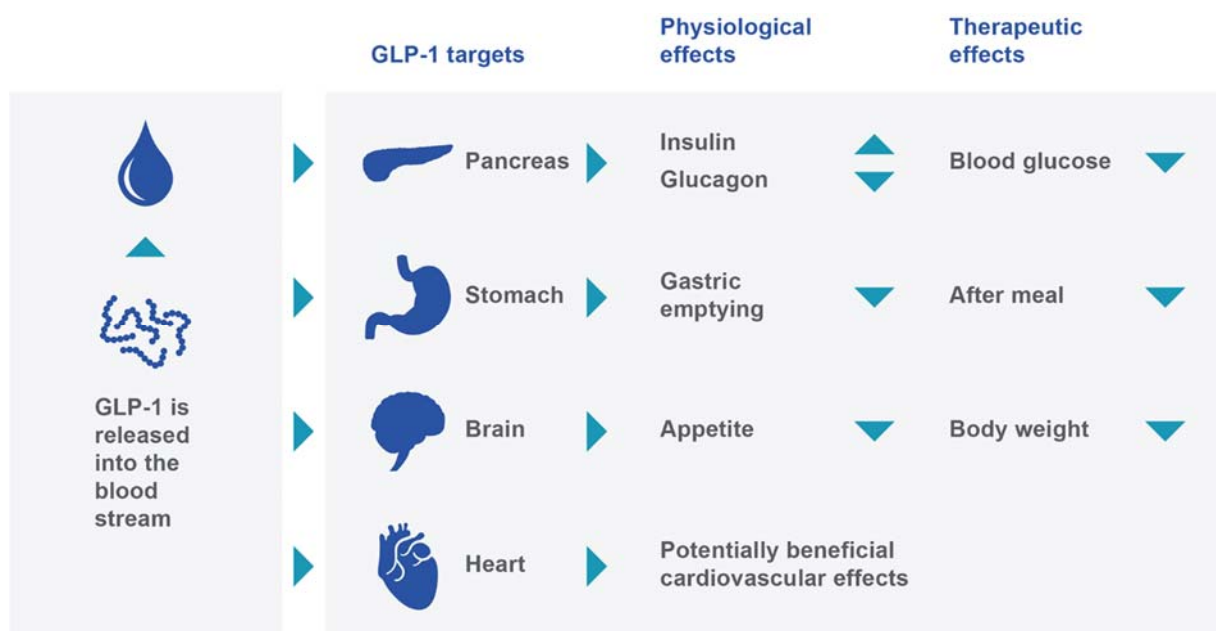 GLP-1 targets
Physiological
effects
Therapeutic
effects
GLP-1 is
released
into the
blood
stream
Pancreas
Insulin
Glucagon
Blood glucose
Stomach
Gastric
emptying
After meal
Brain
Appetite
Body weight
Heart
Potentially beneficial
cardiovascular effects